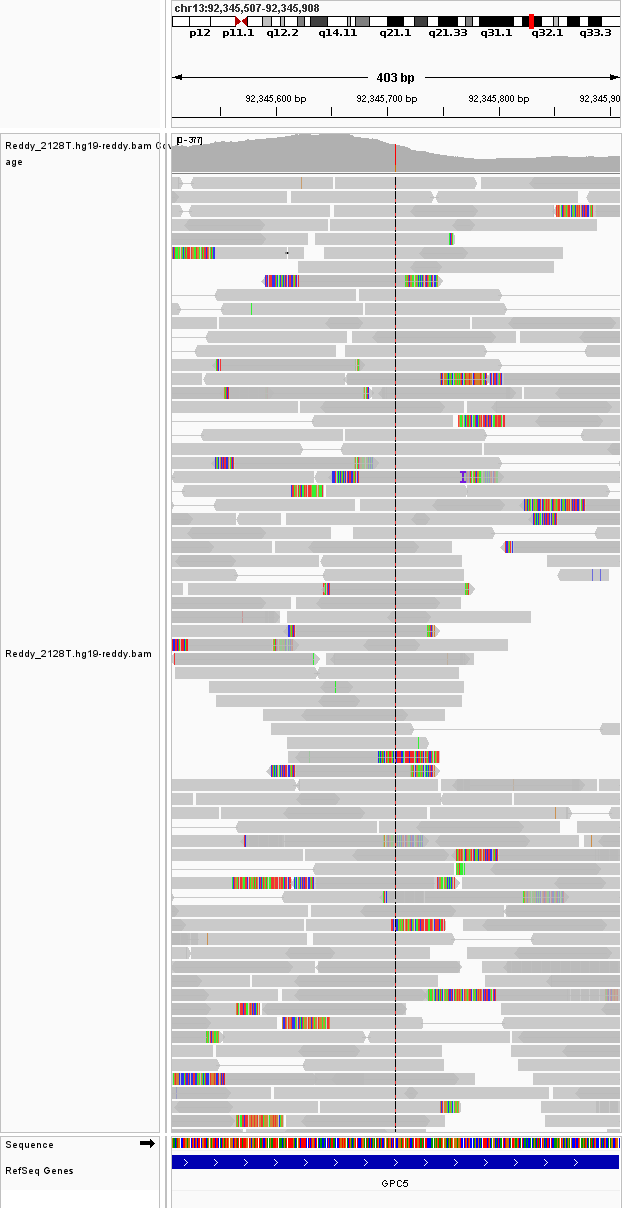 chr13:92,345,507-92,345,908
p12 p11.1 q12.2 q14.11 q21.1 q21.33 q31.1 q32.1 q33.3
403 bp
92,345,600 bp 92,345,700 bp 92,345,800 bp 92,345,90
Reddy_2128T.hg19-reddy.bam Cov
age
[0 - 377]
Reddy_2128T.hg19-reddy.bam
Sequence
RefSeq Genes
GPC5